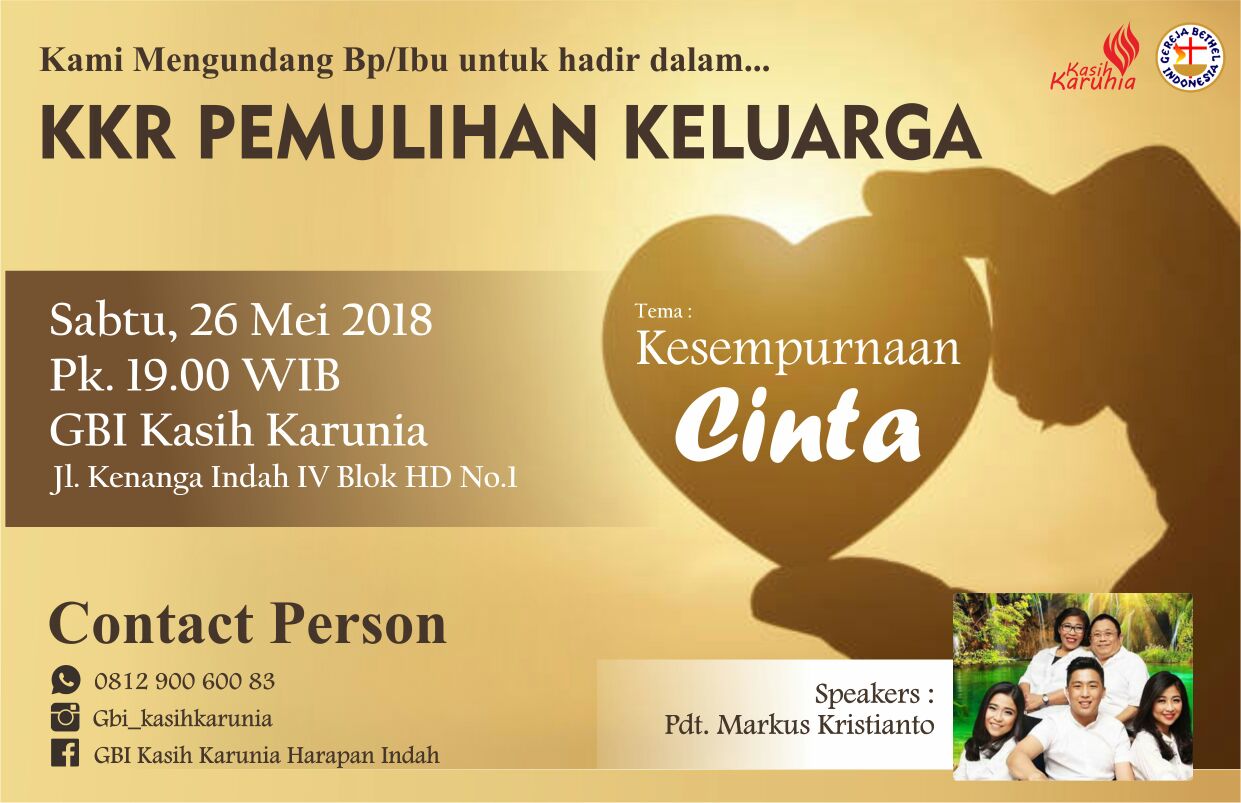 Kami Mengundang Bp/Ibu untuk hadir dalam...
KKR PEMULIHAN KELUARGA
Kasih
Karunia
GEREJA BETHEL
INDONESIA
Sabtu, 26 Mei 2018
Pk. 19.00 WIB
GBI Kasih Karunia
Jl. Kenanga Indah IV Blok HD No.1
Tema :
Kesempurnaan
Cinta
Contact Person
0812 900 600 83
Gbi_kasihkarunia
GBI Kasih Karunia Harapan Indah
Speakers :
Pdt. Markus Kristianto